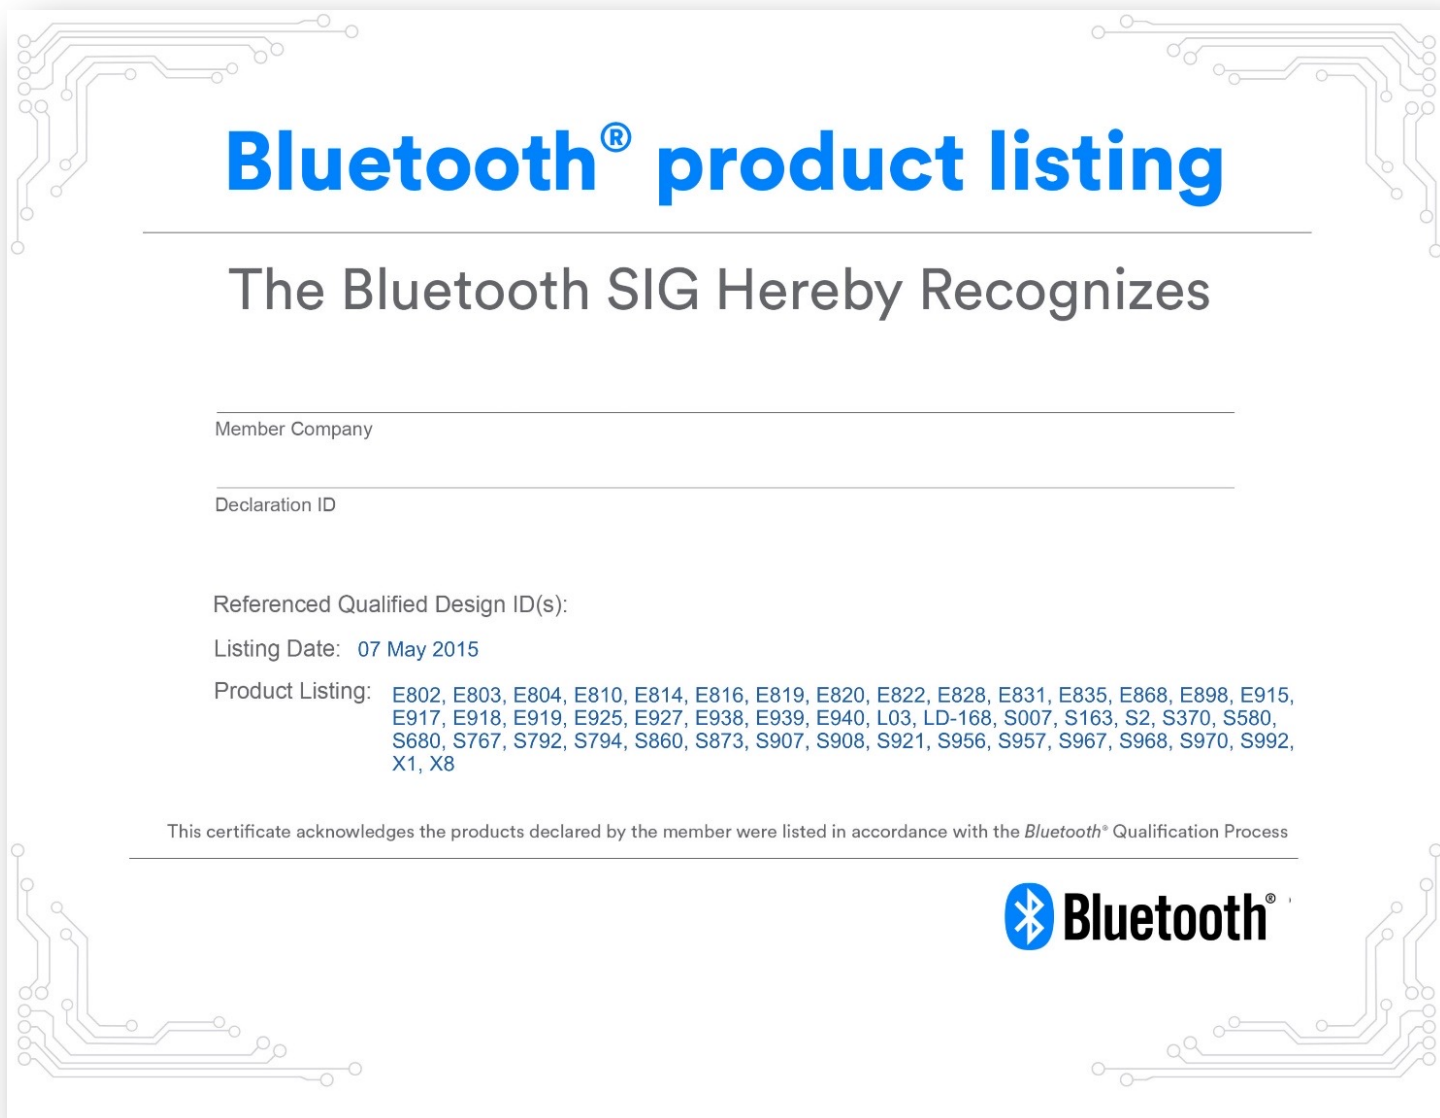 Bluetooth® product listing
The Bluetooth SIG Hereby Recognizes
Member Company
Declaration ID
Referenced Qualified Design ID(s):
Listing Date: 07 May 2015
Product Listing: E802, E803, E804, E810, E814, E816, E819, E820, E822, E828, E831, E835, E868, E898, E915,
E917, E918, E919, E925, E927, E938, E939, E940, L03, LD-168, S007, S163, S2, S370, S580,
S680, S767, S792, S794, S860, S873, S907, S908, S921, S956, S957, S967, S968, S970, S992,
X1, X8
This certificate acknowledges the products declared by the member were listed in accordance with the Bluetooth® Qualification Process
Bluetooth®